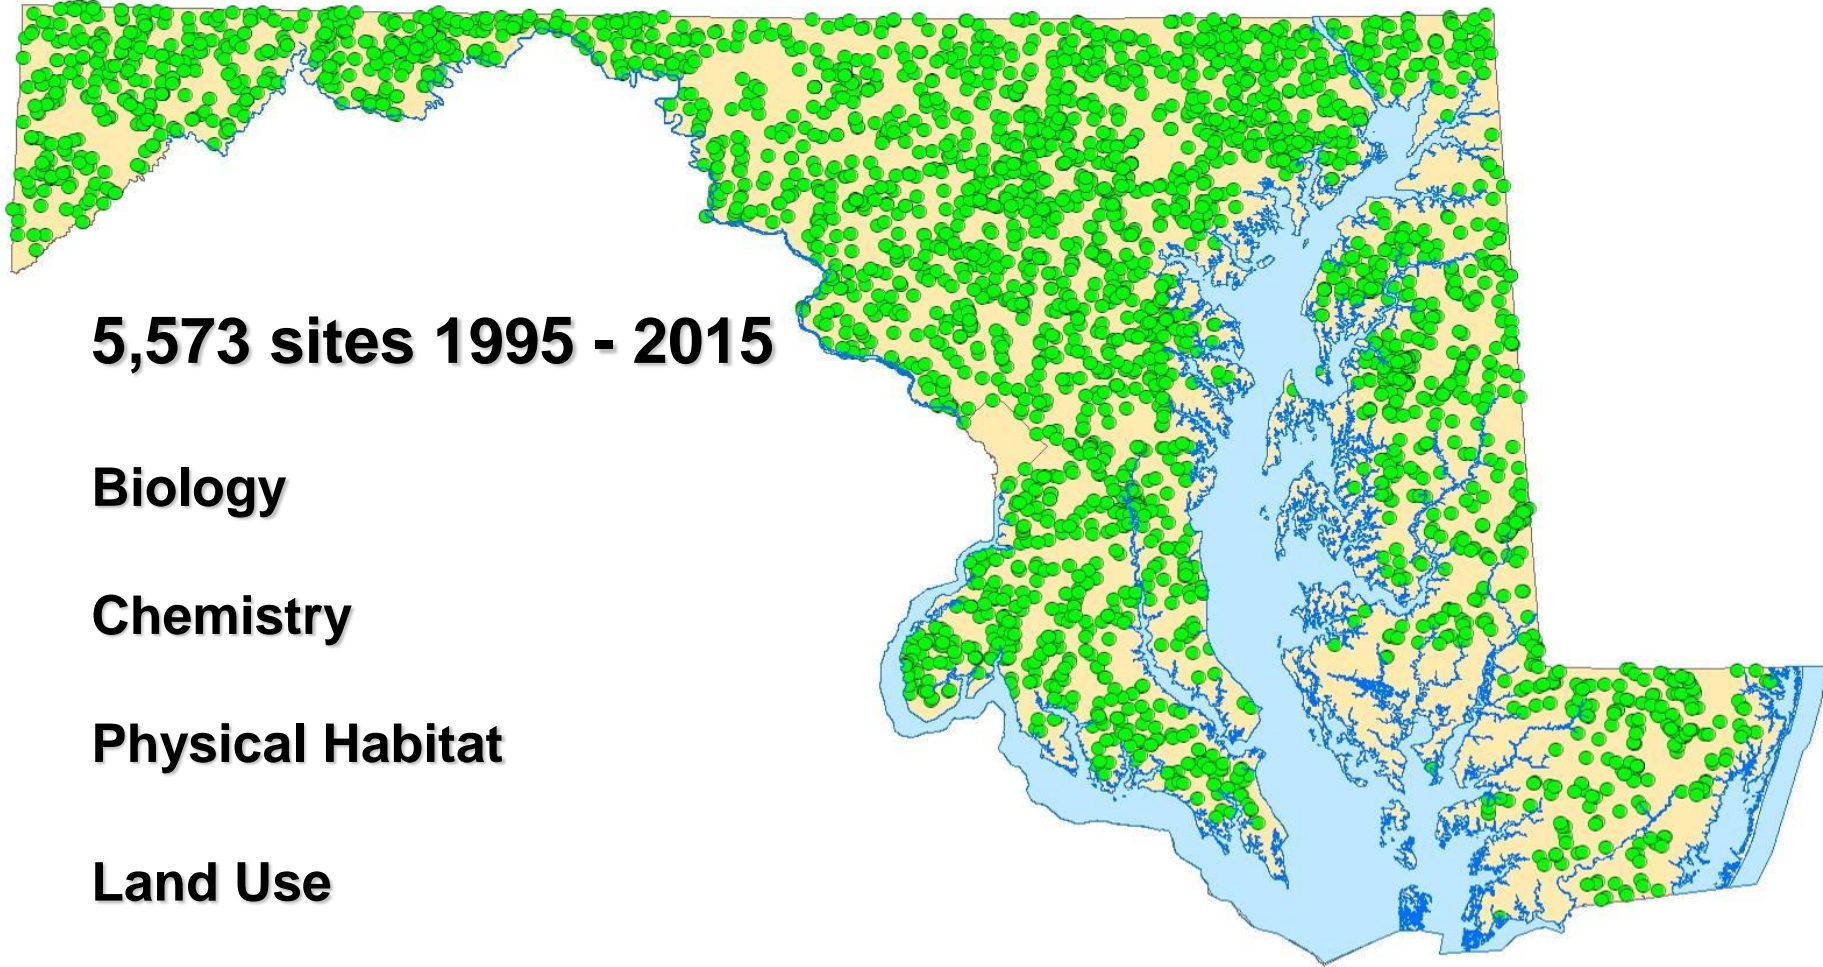 5,573 sites 1995 - 2015
Biology
Chemistry
Physical Habitat
Land Use